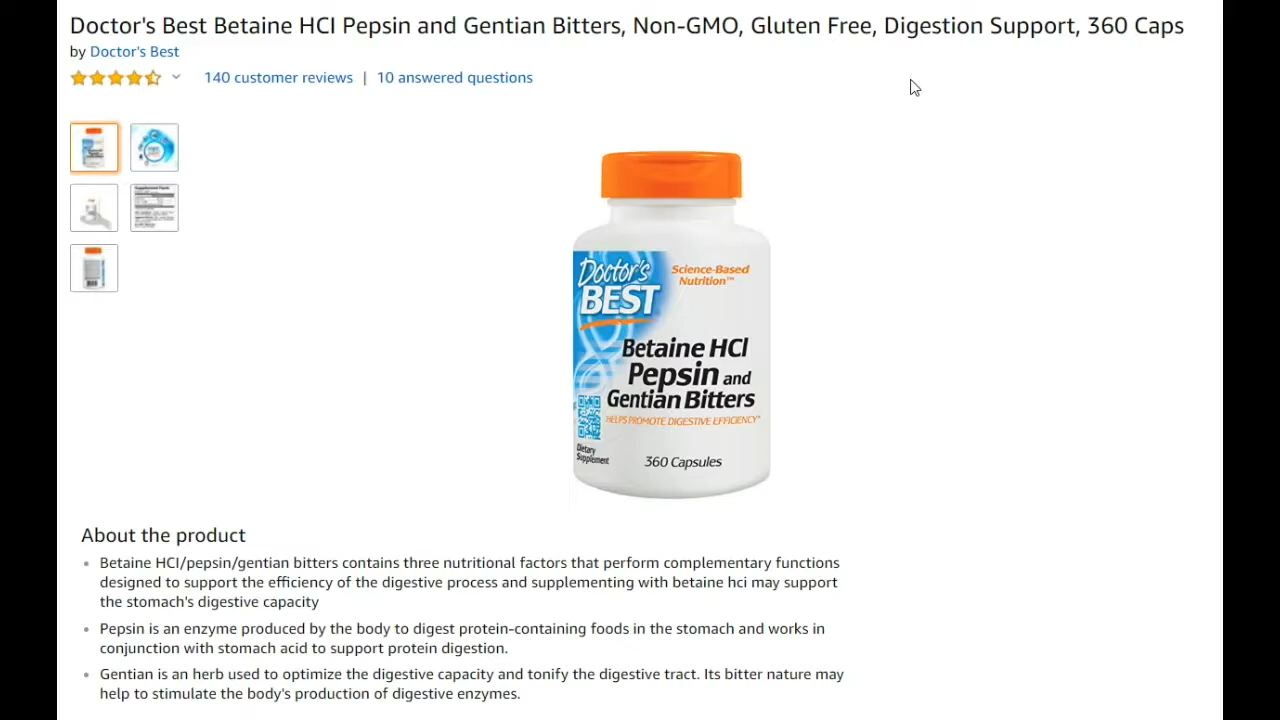 Doctor's Best Betaine HCI Pepsin and Gentian Bitters, Non-GMO, Gluten Free, Digestion Support, 360 Caps
by Doctor's Best
140 customer reviews | 10 answered questions
Doctor's
BEST
Science-Based
Nutrition™
Betaine HCl
Pepsin and
Gentian Bitters
HELPS PROMOTE DIGESTIVE EFFICIENCY*
Dietary
Supplement
360 Capsules
About the product
Betaine HCI/pepsin/gentian bitters contains three nutritional factors that perform complementary functions
designed to support the efficiency of the digestive process and supplementing with betaine hci may support
the stomach's digestive capacity
Pepsin is an enzyme produced by the body to digest protein-containing foods in the stomach and works in
conjunction with stomach acid to support protein digestion.
Gentian is an herb used to optimize the digestive capacity and tonify the digestive tract. Its bitter nature may
help to stimulate the body's production of digestive enzymes.